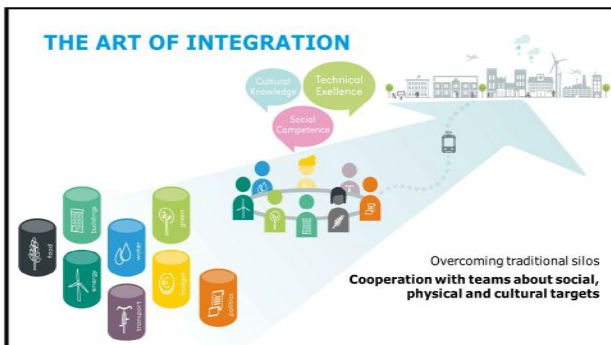 THE ART OF INTEGRATION
Cultural
Knowledge
Technical
Exellence
Social
Competence
food
buildings
energy
water
transport
green
budget
politics
Overcoming traditional silos
Cooperation with teams about social,
physical and cultural targets